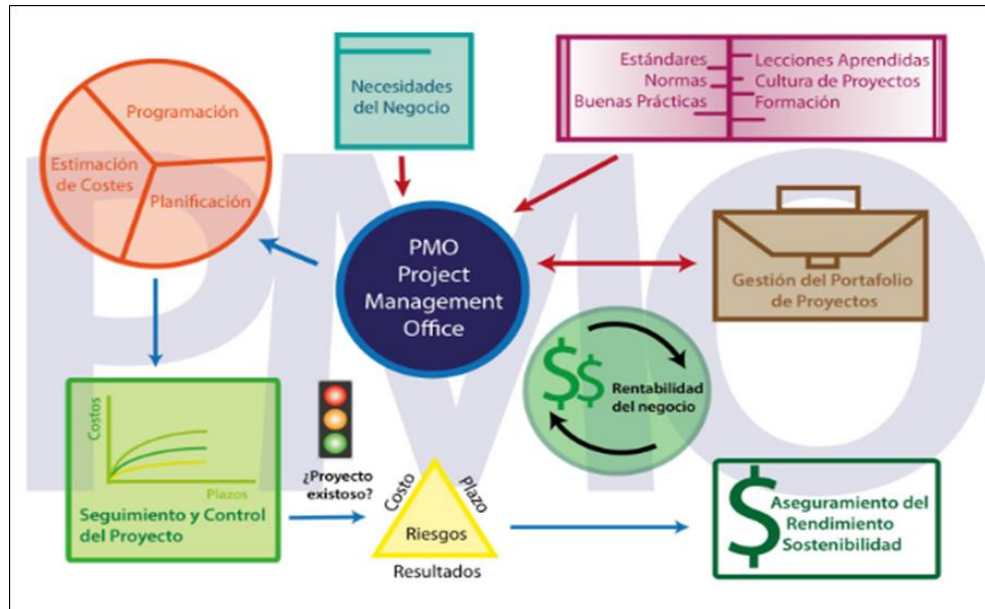 PMO
Programación
Estimación
de Costes
Planificación
Necesidades
del Negocio
Estándares
Normas
Buenas Prácticas
Lecciones Aprendidas
Cultura de Proyectos
Formación
PMO
Project
Management
Office
Gestión del Portafolio
de Proyectos
$$
Rentabilidad
del negocio
Costos
Plazos
Seguimiento y Control
del Proyecto
¿Proyecto
existoso?
Costo
Plazo
Riesgos
Resultados
$
Aseguramiento del
Rendimiento
Sostenibilidad